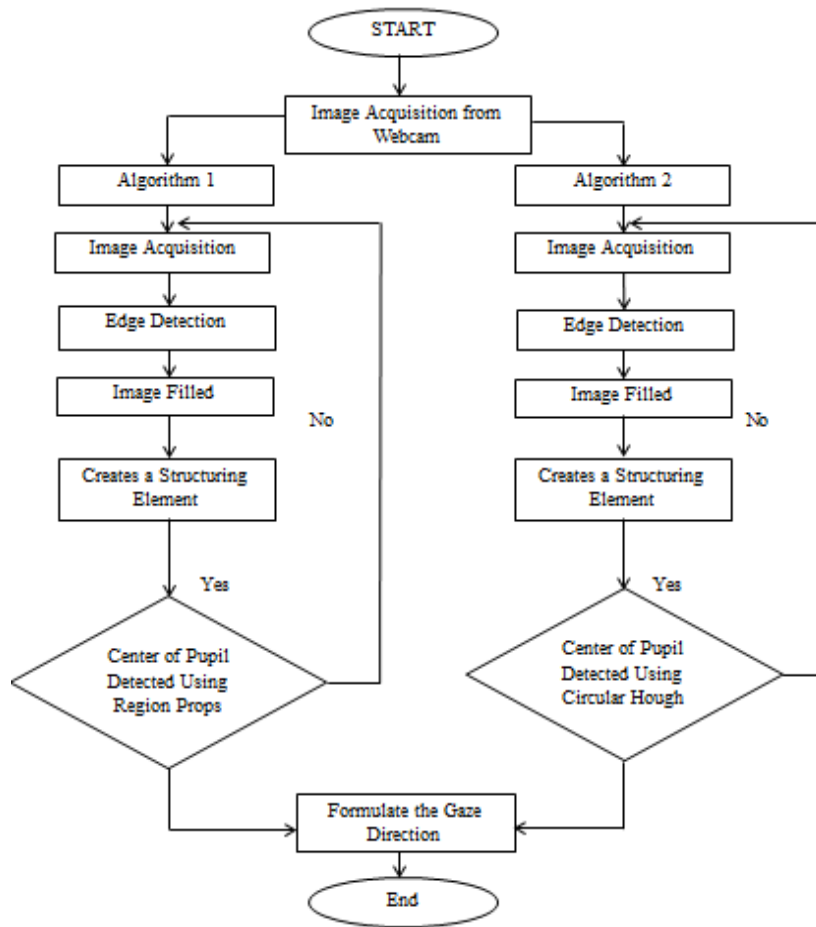 START
Image Acquisition from
Webcam
Algorithm 1
Image Acquisition
Edge Detection
Image Filled
No
Creates a Structuring
Element
Yes
Center of Pupil
Detected Using
Region Props
Algorithm 2
Image Acquisition
Edge Detection
Image Filled
No
Creates a Structuring
Element
Yes
Center of Pupil
Detected Using
Circular Hough
Formulate the Gaze
Direction
End